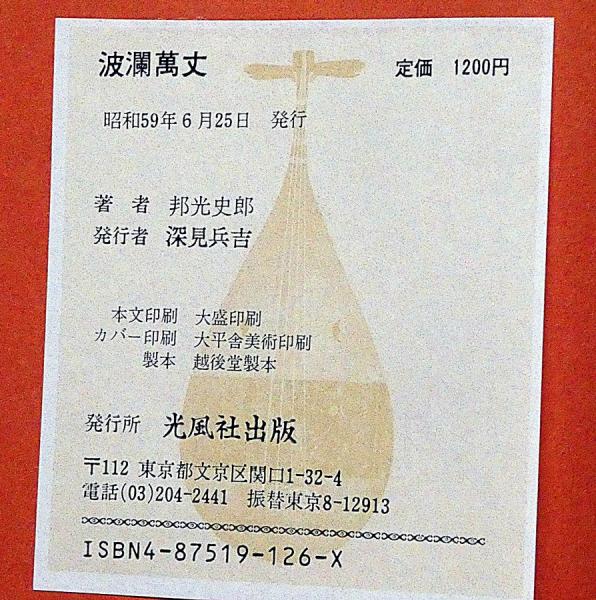 波瀾萬丈 定価 1200円
昭和59年6月25日 発行
著者 邦光史郎
発行者 深見兵吉
本文印刷 大盛印刷
カバー印刷 大平舎美術印刷
製本 越後堂製本
発行所 光風社出版
〒112 東京都文京区関口1-32-4
電話(03)204-2441 振替東京8-12913
ISBN4-87519-126-X